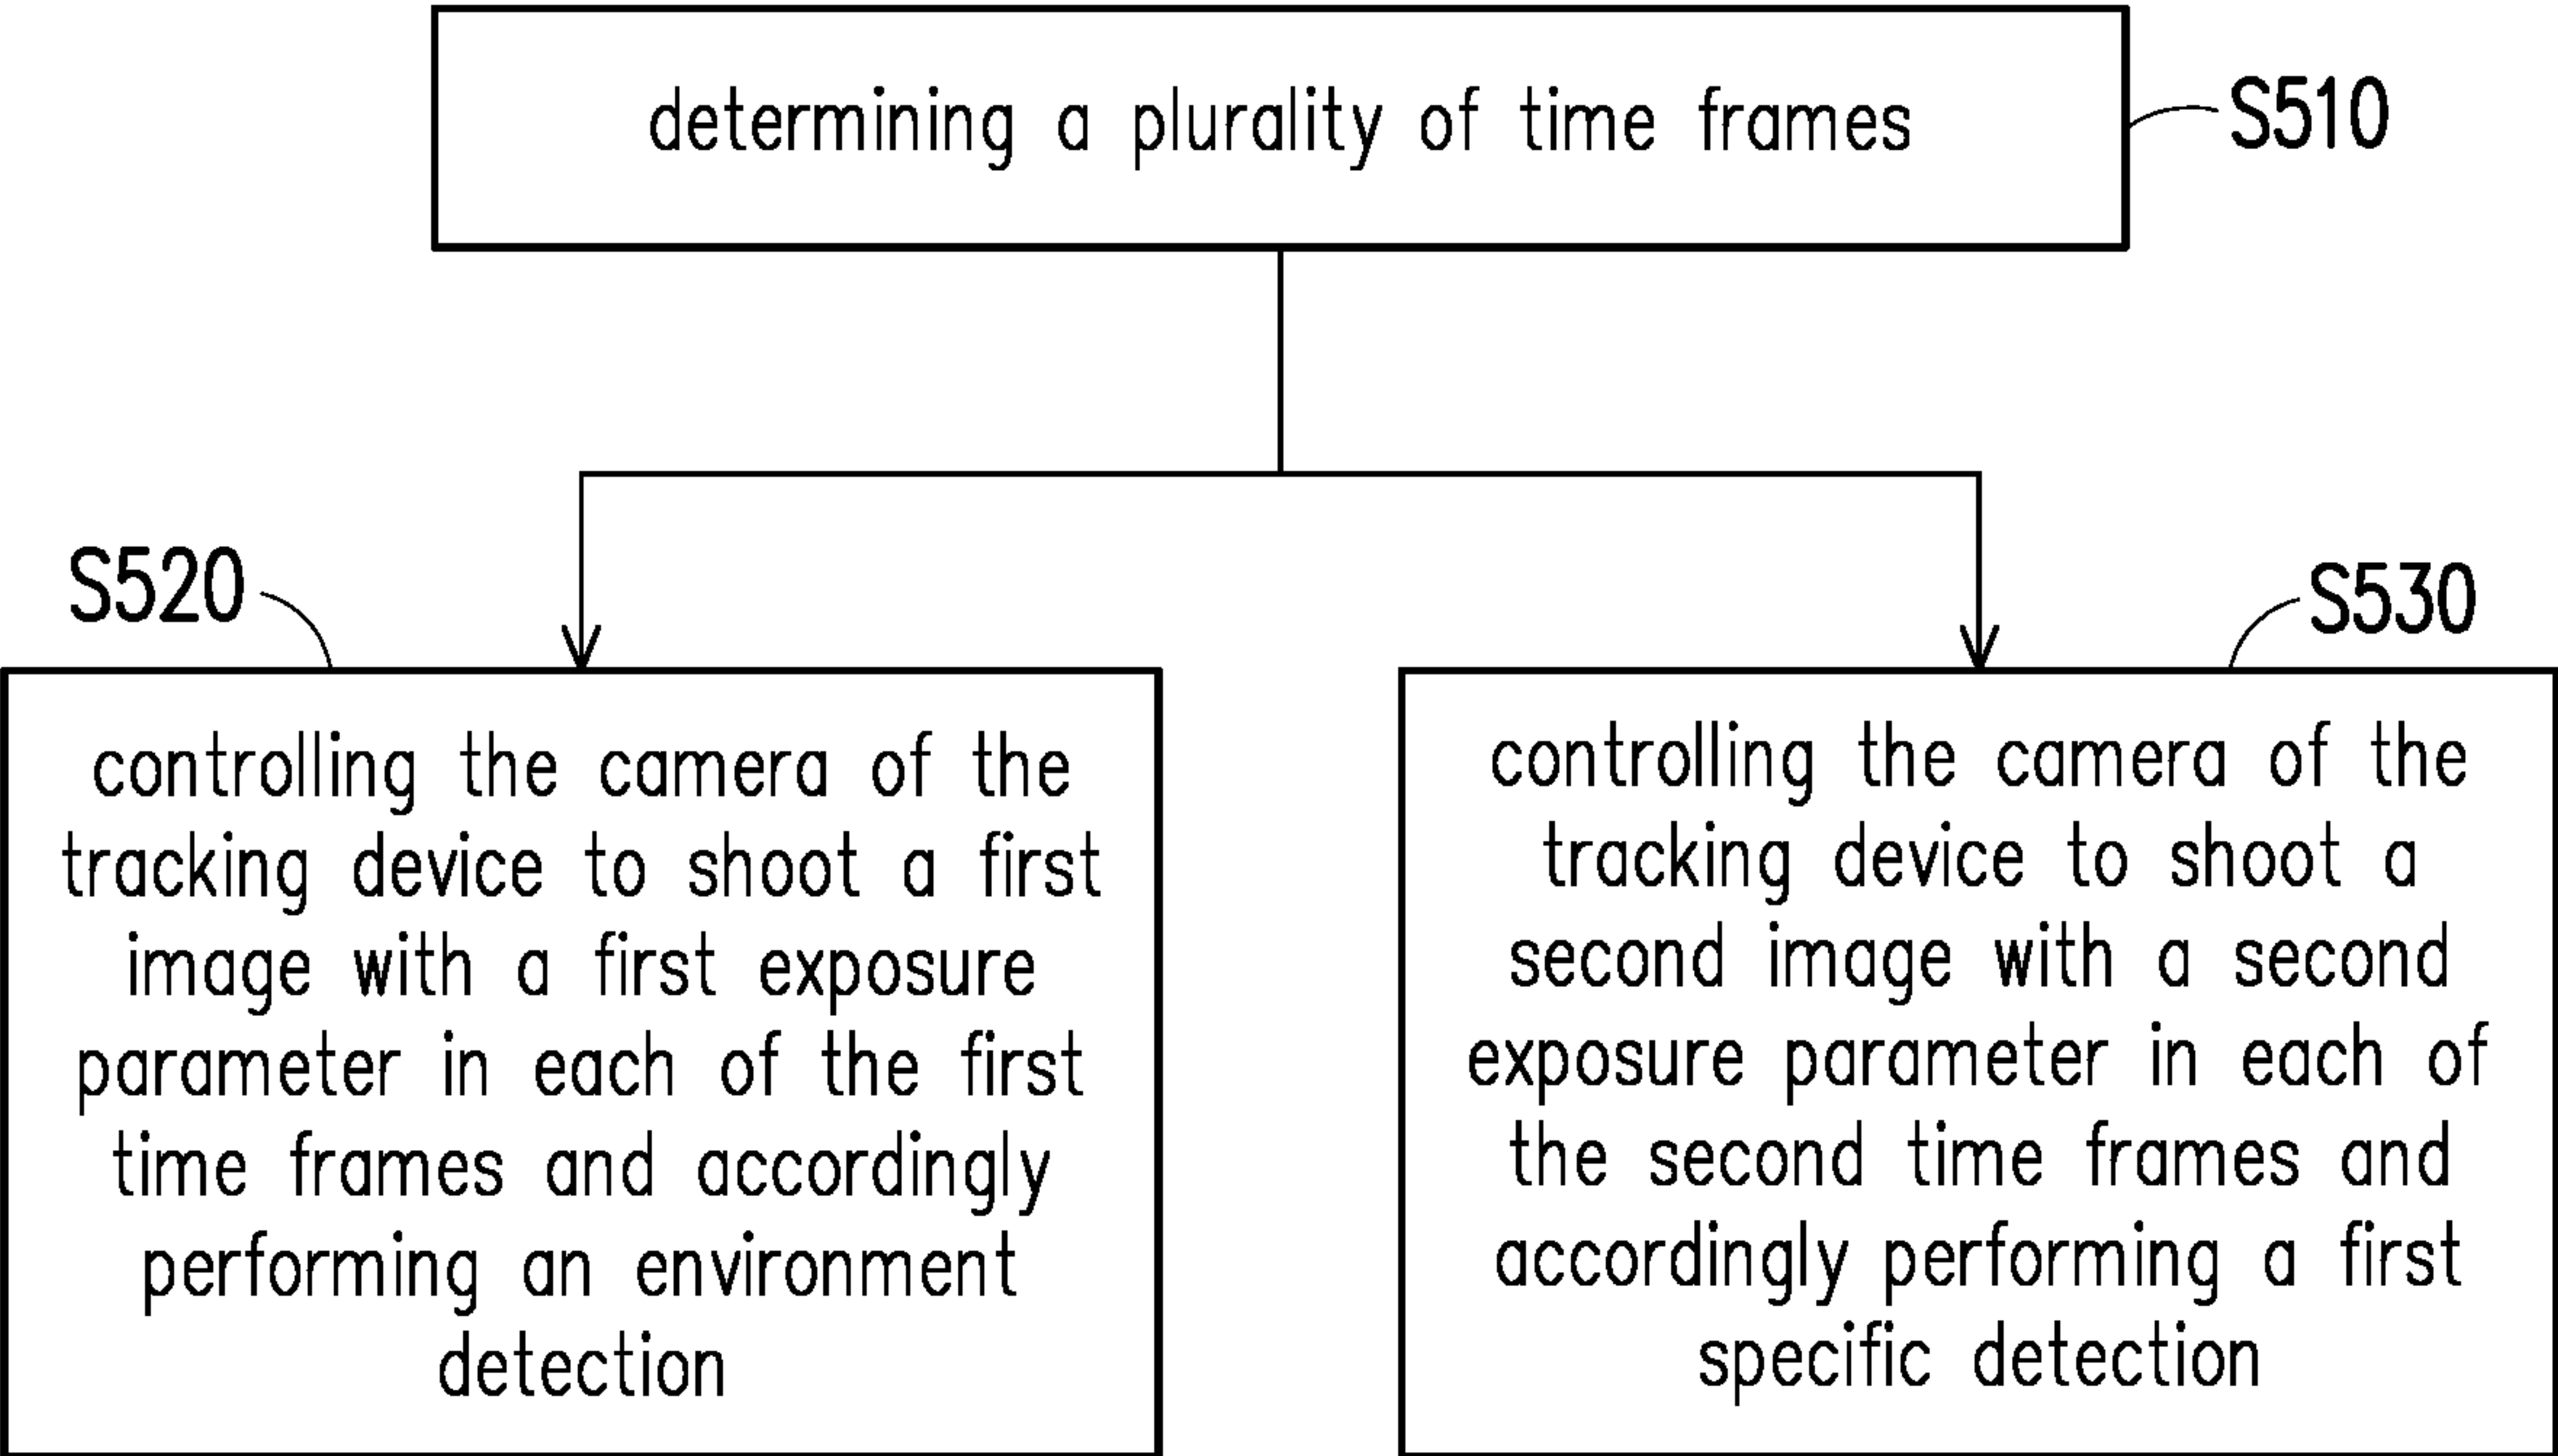 determining a plurality of time frames
S510
S520
controlling the camera of the
tracking device to shoot a first
image with a first exposure
parameter in each of the first
time frames and accordingly
performing an environment
detection
S530
controlling the camera of the
tracking device to shoot a
second image with a second
exposure parameter in each of
the second time frames and
accordingly performing a first
specific detection